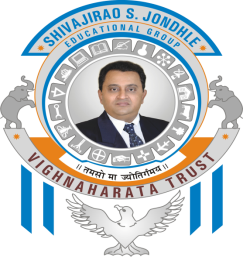 SHIVAJIRAO S. JONDHLE
EDUCATIONAL GROUP
॥ तमसो मा ज्योतिर्गमय ॥
VIGHNAHARATA TRUST